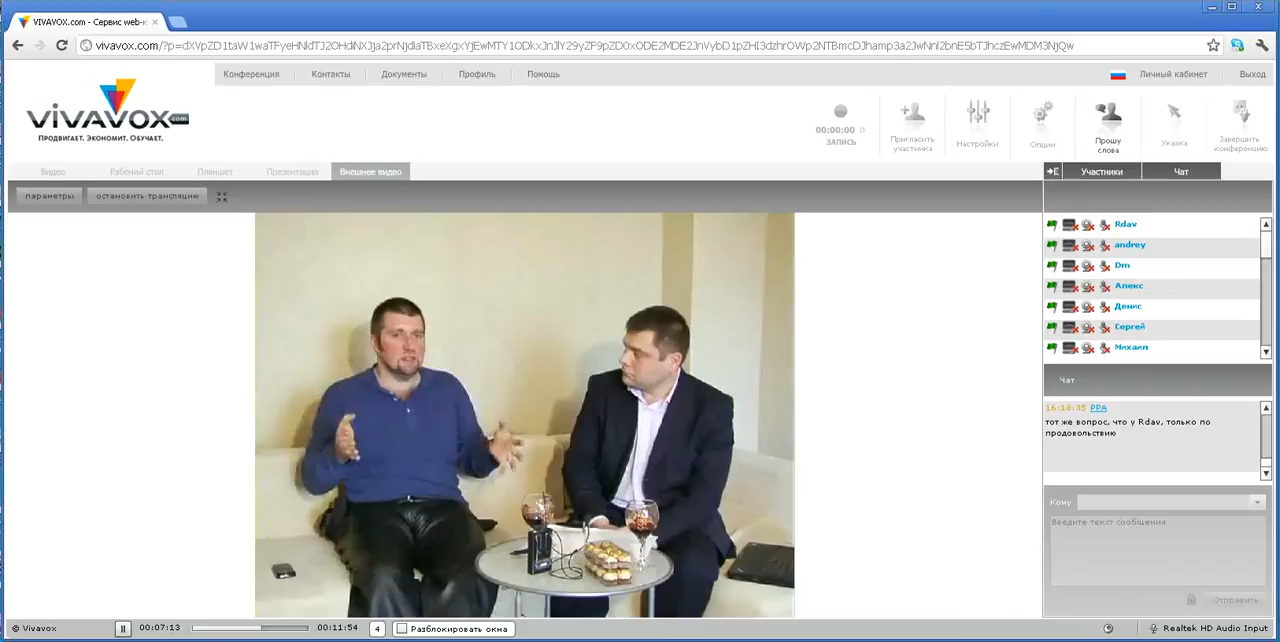 VIVAVOX.com - Сервис web-к
vivavox.com
Конференция Контакты Документы Профиль Помощь
Личный кабинет Выход
vivavox.com
Продвигает. Экономит. Обучает.
00:00:00
ЗАПИСЬ
Пригласить участника
Настройки
Опции
Прошу слова
Указка
Завершить конференцию
Видео Рабочий стол Планшет Презентация Внешнее видео
Участники Чат
параметры остановить трансляцию
Rdav
andrey
Dm
Алекс
Денис
Сергей
Михаил
Чат
16:18:35 PPA
тот же вопрос, что у Rdav, только по
продовольствию
Кому
Введите текст сообщения
Отправить
© Vivavox 00:07:13 00:11:54 4 Разблокировать окна Realtek HD Audio Input